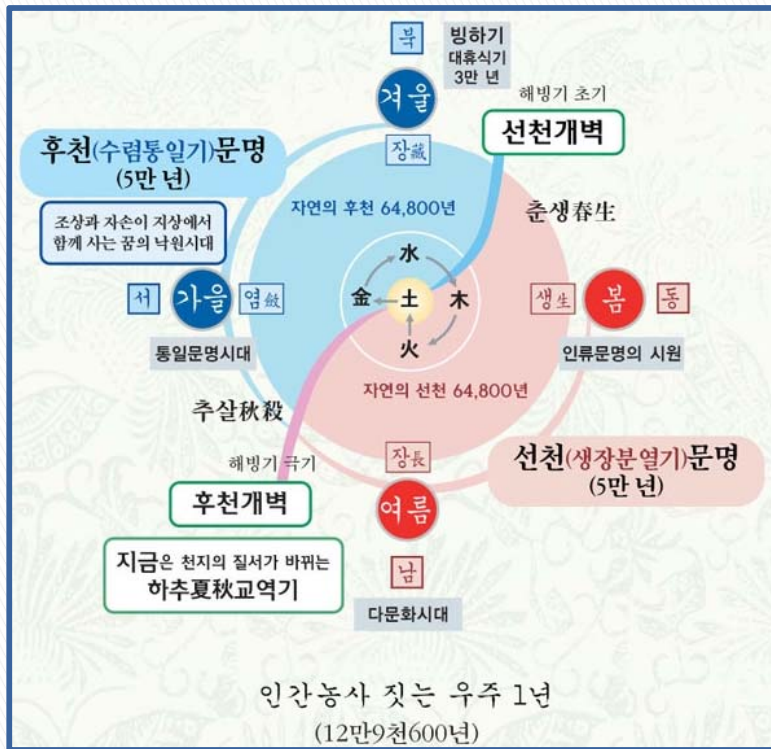 북
겨울
빙하기
대휴식기
3만 년
해빙기 초기
선천개벽
장藏
후천(수렴통일기)문명
(5만 년)
조상과 자손이 지상에서
함께 사는 꿈의 낙원시대
자연의 후천 64,800년
춘생春生
水
金 土 木
火
서 가을 염斂
생生 봄 동
통일문명시대
인류문명의 시원
자연의 선천 64,800년
추살秋殺
해빙기 극기
장長
선천(생장분열기)문명
(5만 년)
후천개벽
여름
지금은 천지의 질서가 바뀌는
하추夏秋교역기
남
다문화시대
인간농사 짓는 우주 1년
(12만9천600년)